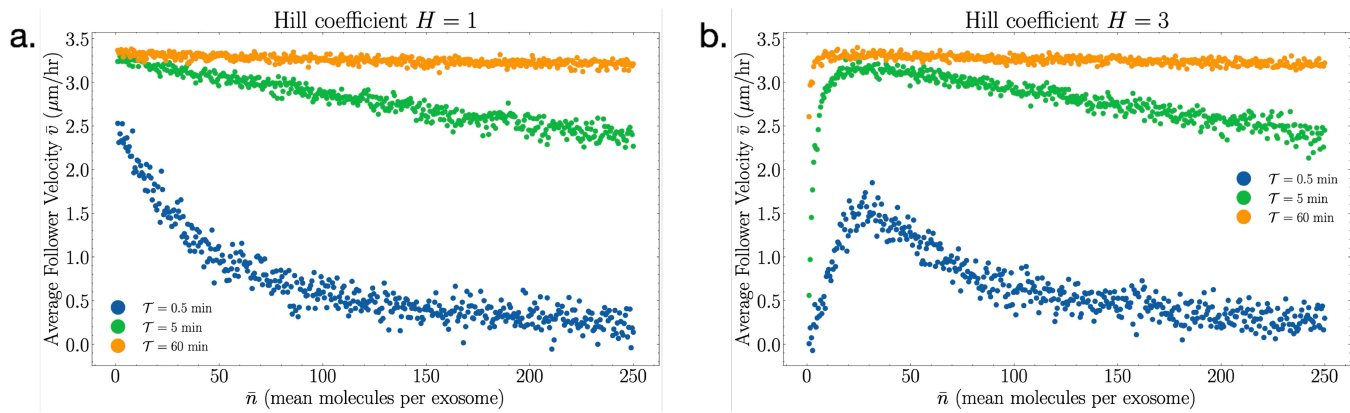 a.
Hill coefficient H = 1
Average Follower Velocity v̄ (μm/hr)
3.5
3.0
2.5
2.0
1.5
1.0
0.5
0.0
𝒯 = 0.5 min
𝒯 = 5 min
𝒯 = 60 min
0 50 100 150 200 250
n̄ (mean molecules per exosome)
b.
Hill coefficient H = 3
Average Follower Velocity v̄ (μm/hr)
3.5
3.0
2.5
2.0
1.5
1.0
0.5
0.0
𝒯 = 0.5 min
𝒯 = 5 min
𝒯 = 60 min
0 50 100 150 200 250
n̄ (mean molecules per exosome)